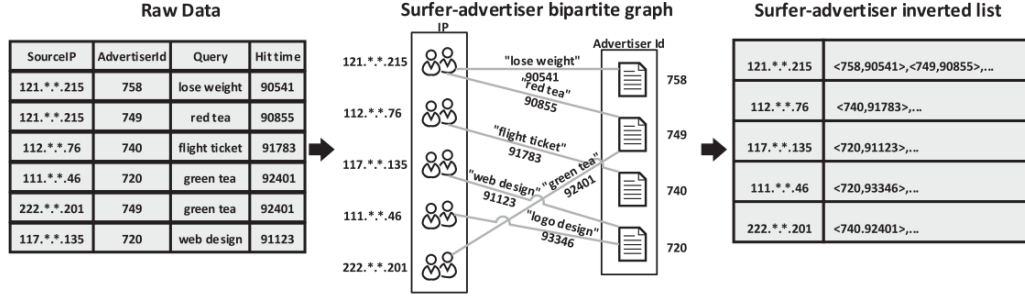 Raw Data
SourceIP AdvertiserId Query Hit time
121.*.*.215 758 lose weight 90541
121.*.*.215 749 red tea 90855
112.*.*.76 740 flight ticket 91783
111.*.*.46 720 green tea 92401
222.*.*.201 749 green tea 92401
117.*.*.135 720 web design 91123
Surfer-advertiser bipartite graph
IP
Advertiser Id
121.*.*.215
112.*.*.76
117.*.*.135
111.*.*.46
222.*.*.201
"lose weight"
90541
"red tea"
90855
"flight ticket"
91783
"green tea"
92401
"web design"
91123
"logo design"
93346
758
749
740
720
Surfer-advertiser inverted list
121.*.*.215 <758,90541>,<749,90855>,...
112.*.*.76 <740,91783>,...
117.*.*.135 <720,91123>,...
111.*.*.46 <720,93346>,...
222.*.*.201 <740.92401>,...